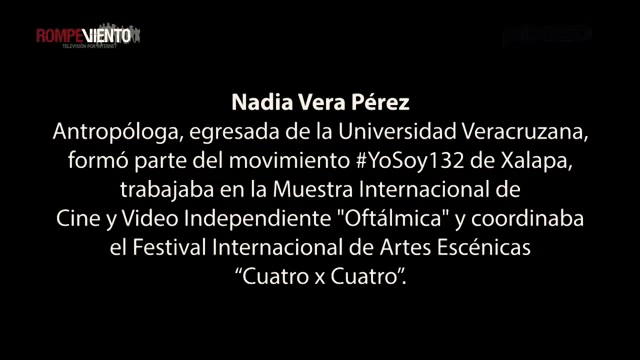 ROMPEVIENTO
TELEVISIÓN POR INTERNET
Nadia Vera Pérez
Antropóloga, egresada de la Universidad Veracruzana,
formó parte del movimiento #YoSoy132 de Xalapa,
trabajaba en la Muestra Internacional de
Cine y Video Independiente "Oftálmica" y coordinaba
el Festival Internacional de Artes Escénicas
“Cuatro x Cuatro”.